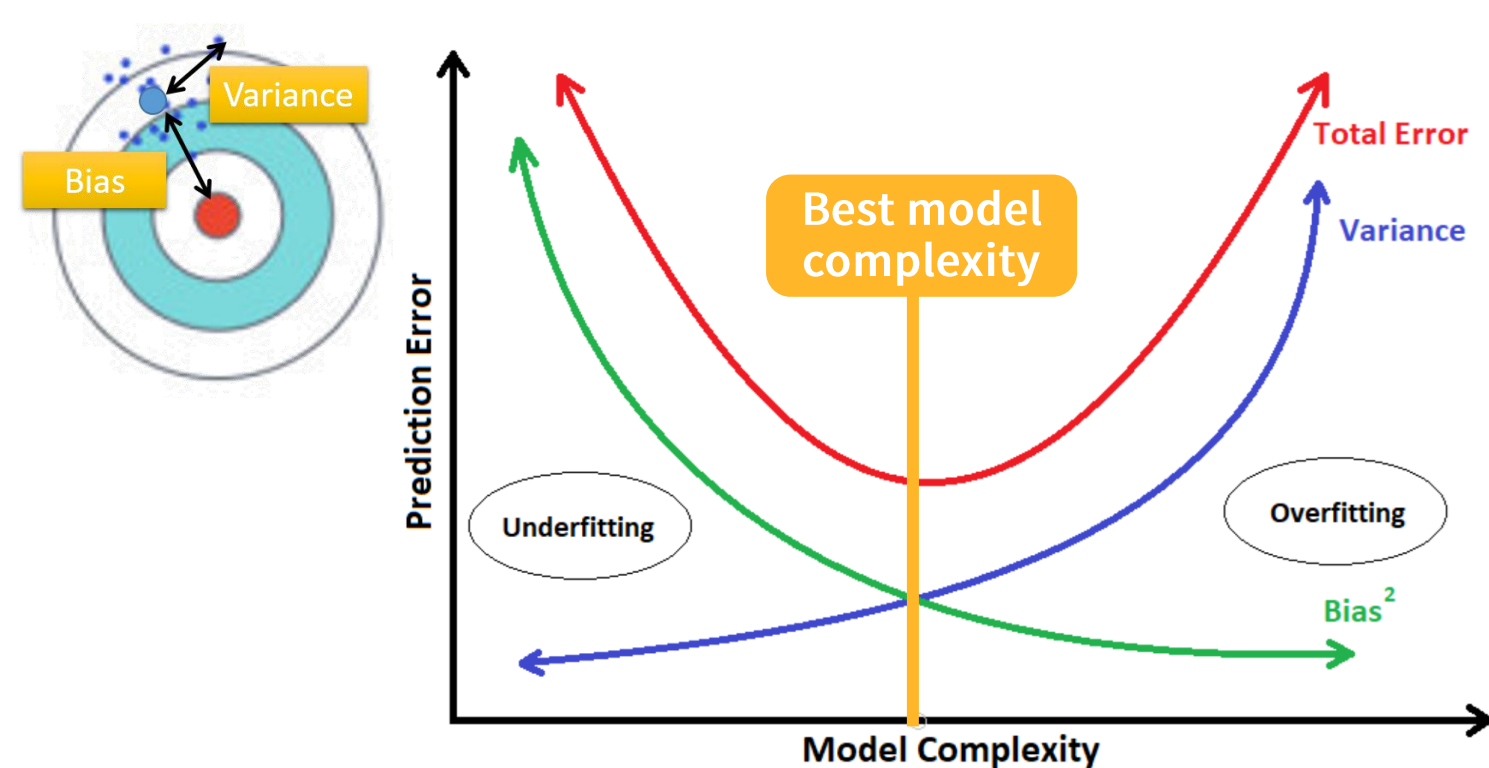 Variance
Bias
Prediction Error
Best model
complexity
Total Error
Variance
Underfitting
Overfitting
Bias²
Model Complexity